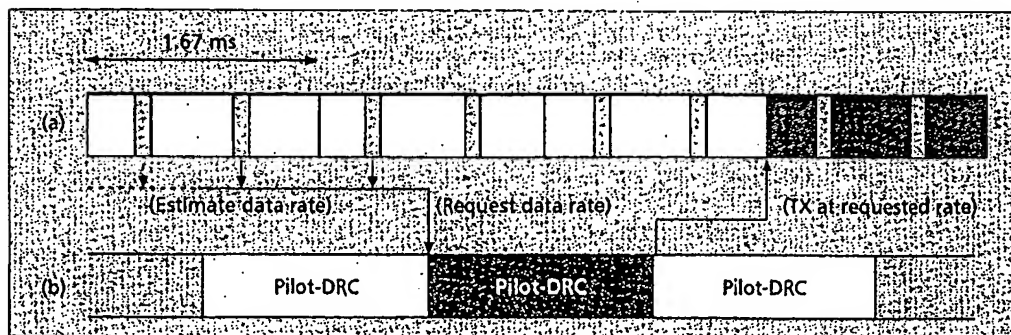 1.67 ms
(a)
(Estimate data rate) (Request data rate) (TX at requested rate)
(b) Pilot-DRC Pilot-DRC Pilot-DRC